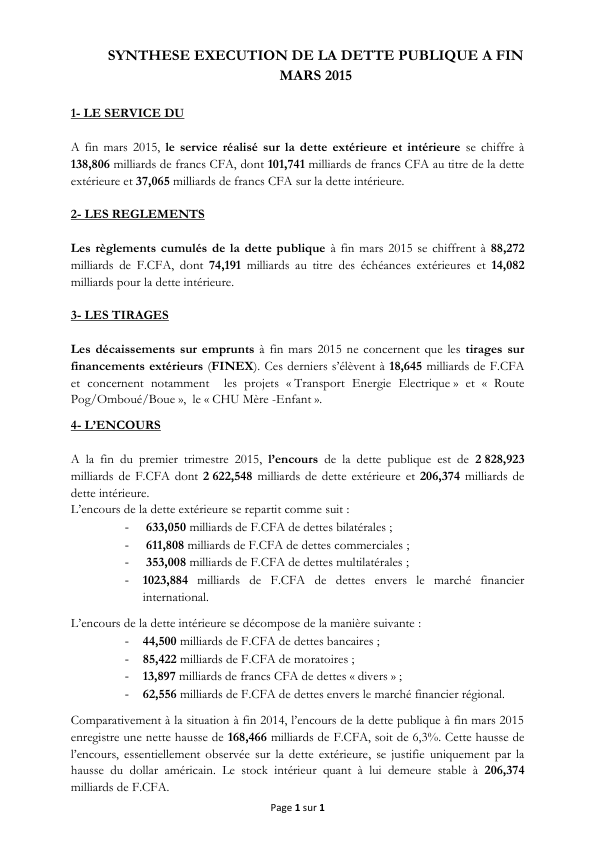 SYNTHESE EXECUTION DE LA DETTE PUBLIQUE A FIN
MARS 2015
1- LE SERVICE DU
A fin mars 2015, le service réalisé sur la dette extérieure et intérieure se chiffre à
138,806 milliards de francs CFA, dont 101,741 milliards de francs CFA au titre de la dette
extérieure et 37,065 milliards de francs CFA sur la dette intérieure.
2- LES REGLEMENTS
Les règlements cumulés de la dette publique à fin mars 2015 se chiffrent à 88,272
milliards de F.CFA, dont 74,191 milliards au titre des échéances extérieures et 14,082
milliards pour la dette intérieure.
3- LES TIRAGES
Les décaissements sur emprunts à fin mars 2015 ne concernent que les tirages sur
financements extérieurs (FINEX). Ces derniers s'élèvent à 18,645 milliards de F.CFA
et concernent notamment les projets « Transport Energie Electrique » et « Route
Pog/Omboué/Boue », le « CHU Mère -Enfant ».
4- L'ENCOURS
A la fin du premier trimestre 2015, l'encours de la dette publique est de 2 828,923
milliards de F.CFA dont 2 622,548 milliards de dette extérieure et 206,374 milliards de
dette intérieure.
L'encours de la dette extérieure se repartit comme suit :
- 633,050 milliards de F.CFA de dettes bilatérales ;
- 611,808 milliards de F.CFA de dettes commerciales ;
- 353,008 milliards de F.CFA de dettes multilatérales ;
- 1023,884 milliards de F.CFA de dettes envers le marché financier
international.
L'encours de la dette intérieure se décompose de la manière suivante :
- 44,500 milliards de F.CFA de dettes bancaires ;
- 85,422 milliards de F.CFA de moratoires ;
- 13,897 milliards de francs CFA de dettes « divers » ;
- 62,556 milliards de F.CFA de dettes envers le marché financier régional.
Comparativement à la situation à fin 2014, l'encours de la dette publique à fin mars 2015
enregistre une nette hausse de 168,466 milliards de F.CFA, soit de 6,3%. Cette hausse de
l'encours, essentiellement observée sur la dette extérieure, se justifie uniquement par la
hausse du dollar américain. Le stock intérieur quant à lui demeure stable à 206,374
milliards de F.CFA.
Page 1 sur 1